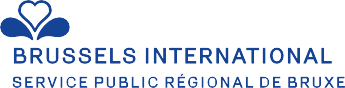 BRUSSELS INTERNATIONAL
SERVICE PUBLIC RÉGIONAL DE BRUXE